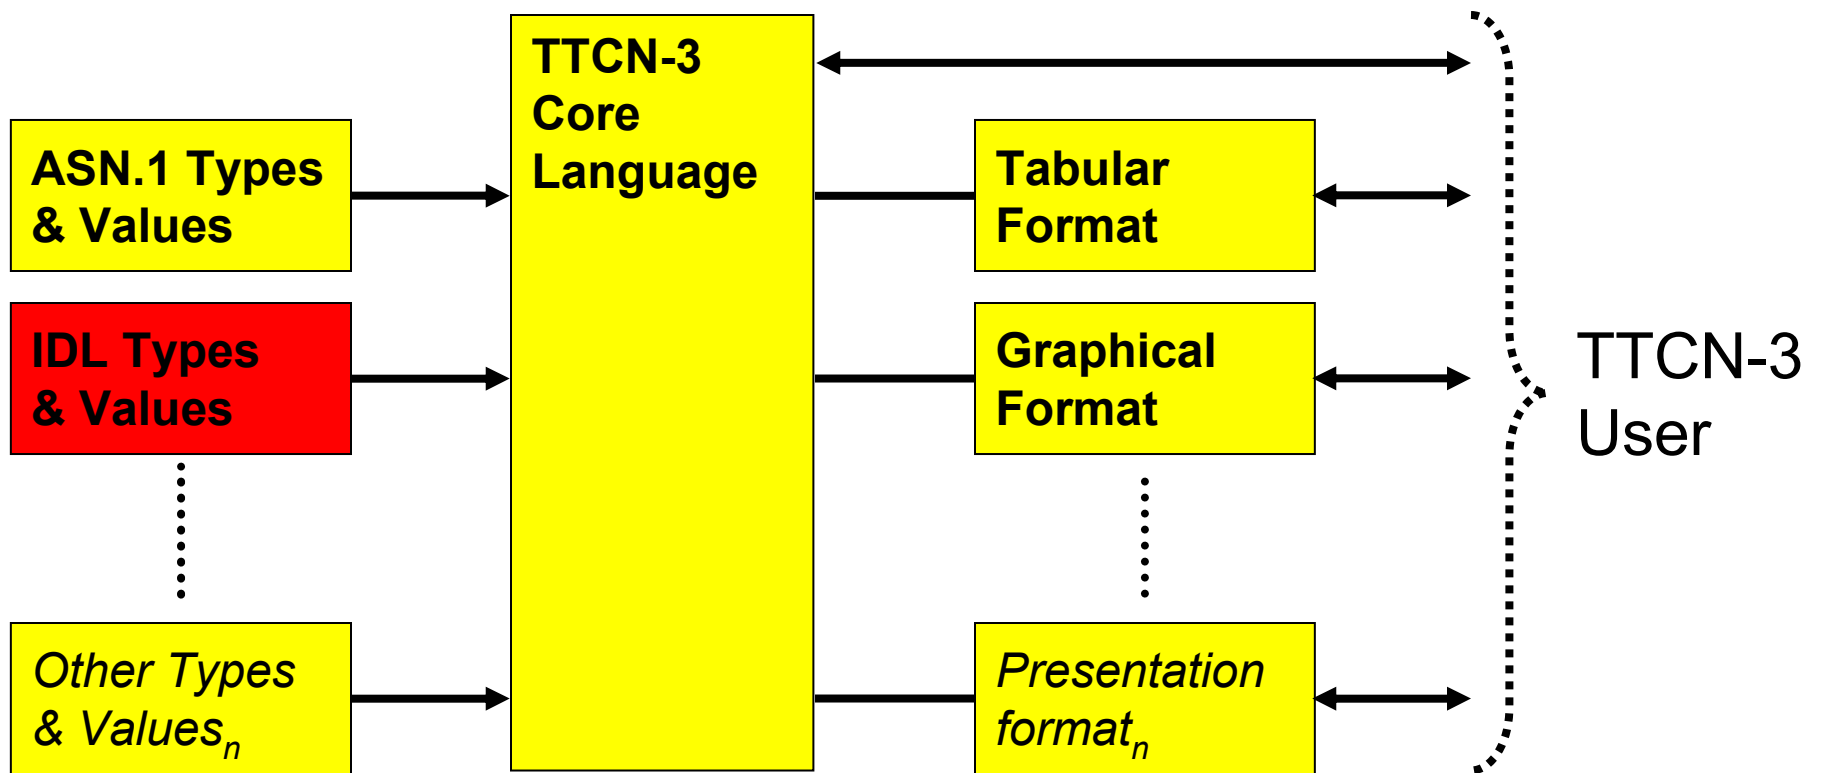 TTCN-3
Core
Language
ASN.1 Types
& Values
IDL Types
& Values
Other Types
& Valuesn
Tabular
Format
Graphical
Format
Presentation
formatn
TTCN-3
User